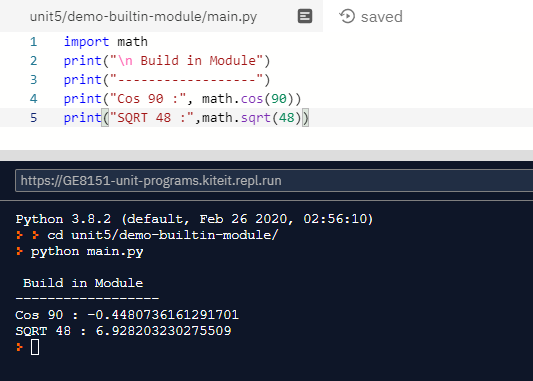 unit5/demo-builtin-module/main.py saved
1 import math
2 print("\n Build in Module")
3 print("------------------")
4 print("Cos 90 :", math.cos(90))
5 print("SQRT 48 :",math.sqrt(48))
https://GE8151-unit-programs.kiteit.repl.run
Python 3.8.2 (default, Feb 26 2020, 02:56:10)
> > cd unit5/demo-builtin-module/
> python main.py
Build in Module
------------------
Cos 90 : -0.4480736161291701
SQRT 48 : 6.928203230275509
>